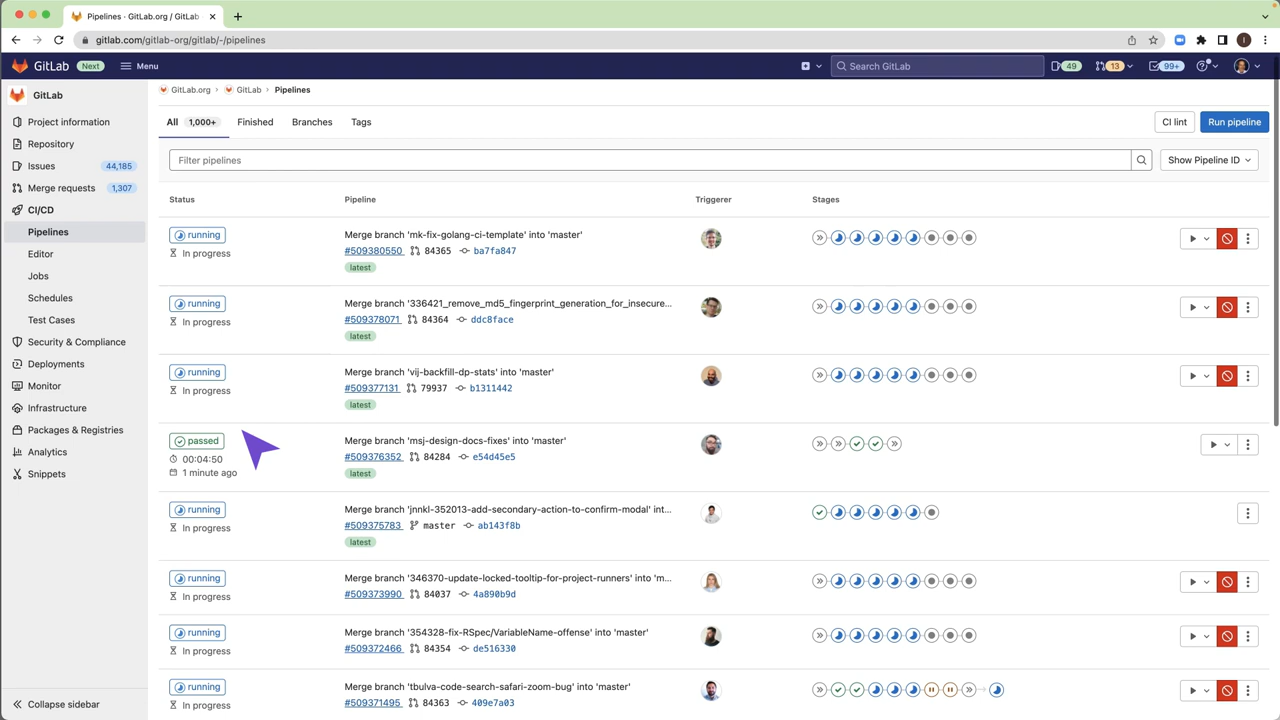 Pipelines · GitLab.org / GitLab
gitlab.com/gitlab-org/gitlab/-/pipelines
GitLab Next Menu Search GitLab 49 13 99+
GitLab
Project information
Repository
Issues 44,185
Merge requests 1,307
CI/CD
Pipelines
Editor
Jobs
Schedules
Test Cases
Security & Compliance
Deployments
Monitor
Infrastructure
Packages & Registries
Analytics
Snippets
Collapse sidebar
GitLab.org › GitLab › Pipelines
All 1,000+ Finished Branches Tags CI lint Run pipeline
Filter pipelines Show Pipeline ID
Status Pipeline Triggerer Stages
running Merge branch 'mk-fix-golang-ci-template' into 'master'
In progress #509380550 84365 ba7fa847
latest
running Merge branch '336421_remove_md5_fingerprint_generation_for_insecure...
In progress #509378071 84364 ddc8face
latest
running Merge branch 'vij-backfill-dp-stats' into 'master'
In progress #509377131 79937 b1311442
latest
passed Merge branch 'msj-design-docs-fixes' into 'master'
00:04:50 #509376352 84284 e54d45e5
1 minute ago latest
running Merge branch 'jnnkl-352013-add-secondary-action-to-confirm-modal' int...
In progress #509375783 master ab143f8b
latest
running Merge branch '346370-update-locked-tooltip-for-project-runners' into 'm...
In progress #509373990 84037 4a890b9d
running Merge branch '354328-fix-RSpec/VariableName-offense' into 'master'
In progress #509372466 84354 de516330
running Merge branch 'tbulva-code-search-safari-zoom-bug' into 'master'
In progress #509371495 84363 409e7a03